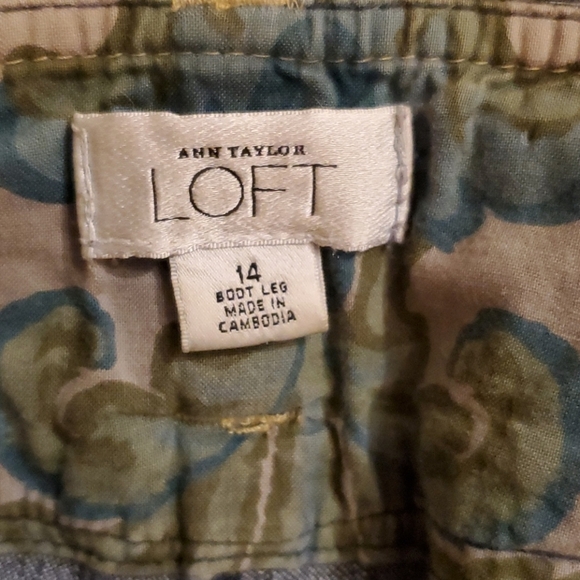 ANN TAYLOR
LOFT
14
BOOT LEG
MADE IN
CAMBODIA